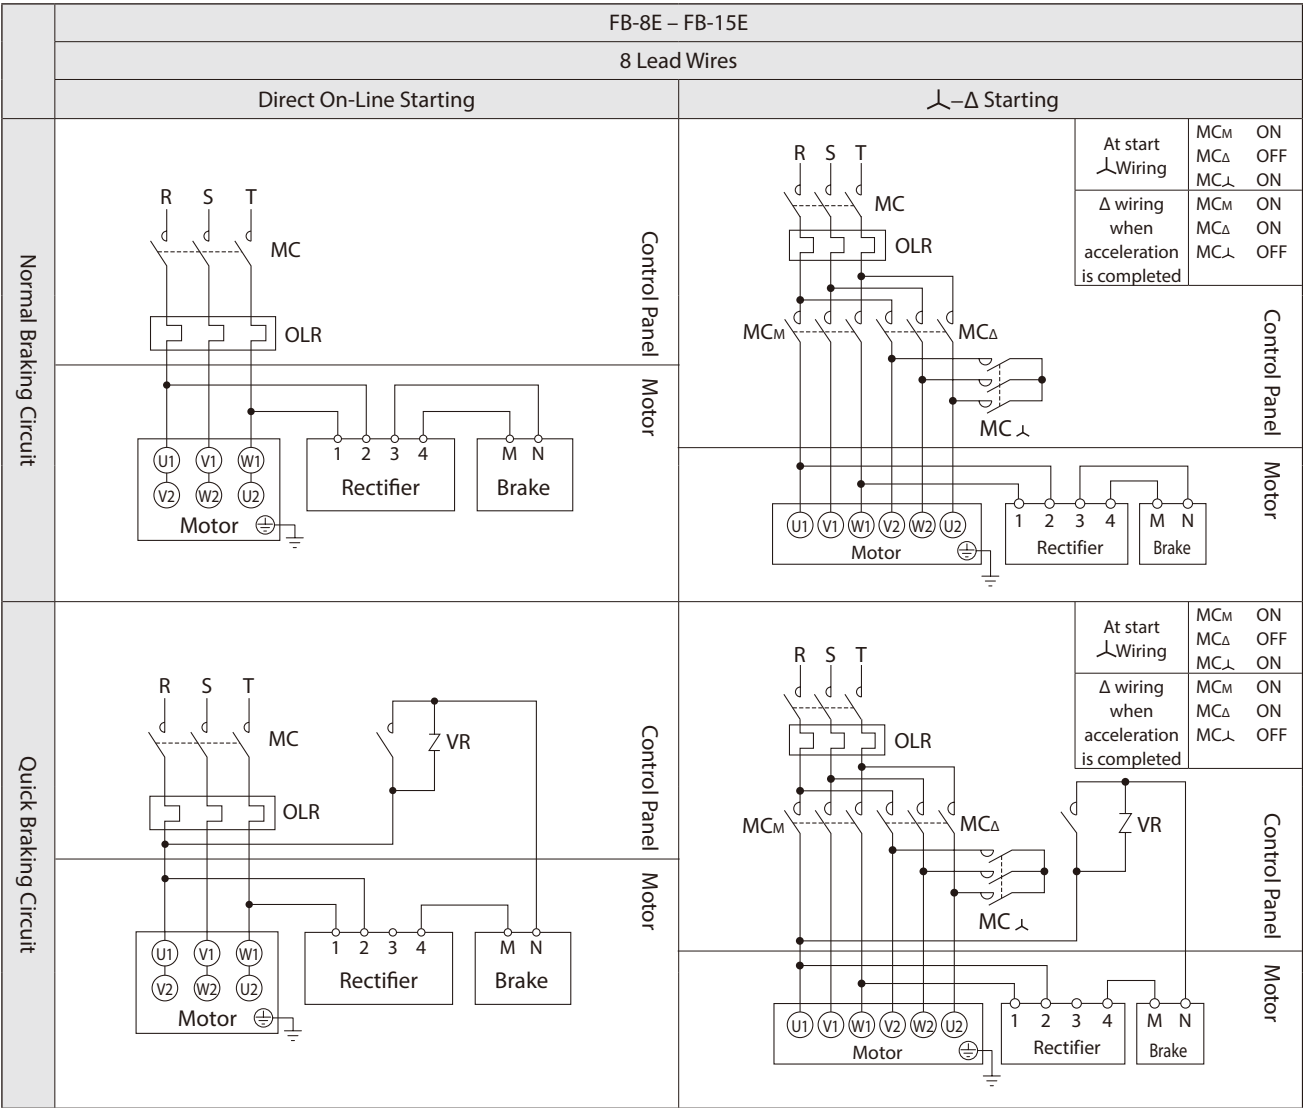 FB-8E – FB-15E
8 Lead Wires
Direct On-Line Starting
⅄–Δ Starting
Normal Braking Circuit
R S T
MC
OLR
Control Panel
Motor
U1 V1 W1
V2 W2 U2
Motor
1 2 3 4
Rectifier
M N
Brake
At start
⅄Wiring
MCM ON
MCΔ OFF
MC⅄ ON
Δ wiring
when
acceleration
is completed
MCM ON
MCΔ ON
MC⅄ OFF
R S T
MC
OLR
MCM
MCΔ
MC⅄
Control Panel
Motor
U1 V1 W1 V2 W2 U2
Motor
1 2 3 4
Rectifier
M N
Brake
Quick Braking Circuit
R S T
MC
VR
OLR
Control Panel
Motor
U1 V1 W1
V2 W2 U2
Motor
1 2 3 4
Rectifier
M N
Brake
At start
⅄Wiring
MCM ON
MCΔ OFF
MC⅄ ON
Δ wiring
when
acceleration
is completed
MCM ON
MCΔ ON
MC⅄ OFF
R S T
OLR
MCM
MCΔ
VR
MC⅄
Control Panel
Motor
U1 V1 W1 V2 W2 U2
Motor
1 2 3 4
Rectifier
M N
Brake